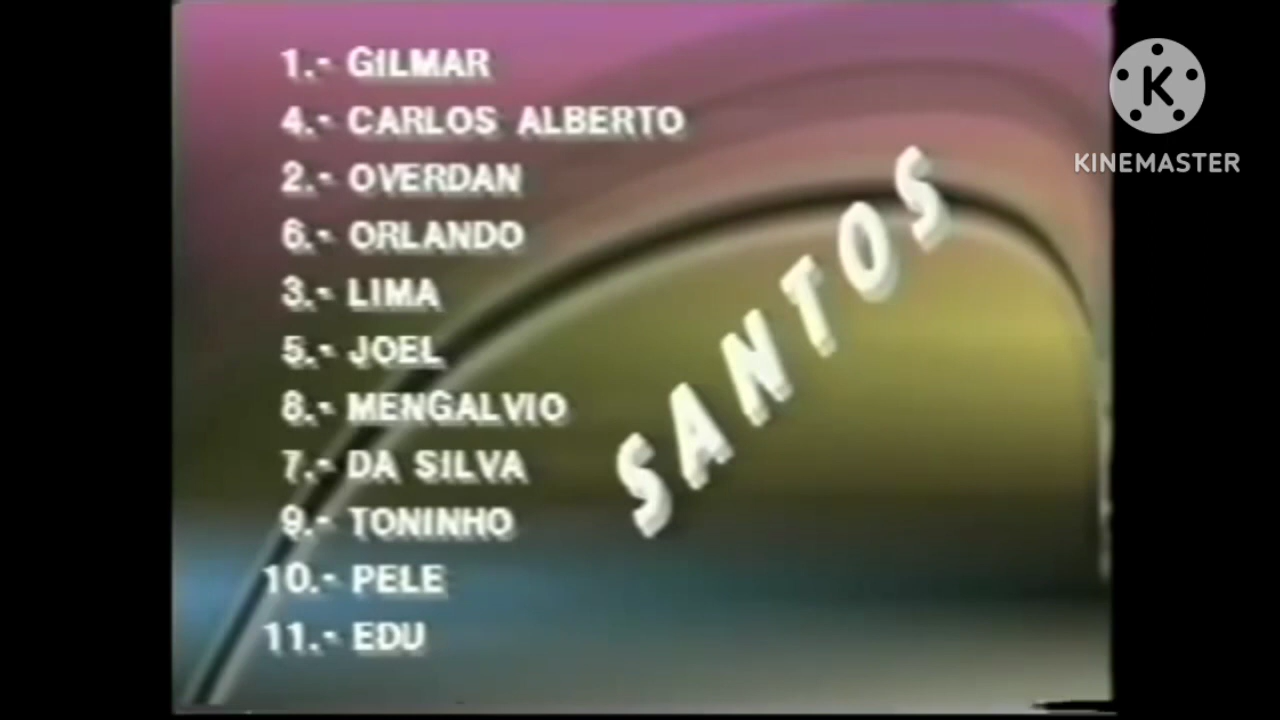 1.- GILMAR
4.- CARLOS ALBERTO
2.- OVERDAN
6.- ORLANDO
3.- LIMA
5.- JOEL
8.- MENGALVIO
7.- DA SILVA
9.- TONINHO
10.- PELE
11.- EDU
SANTOS
K
KINEMASTER